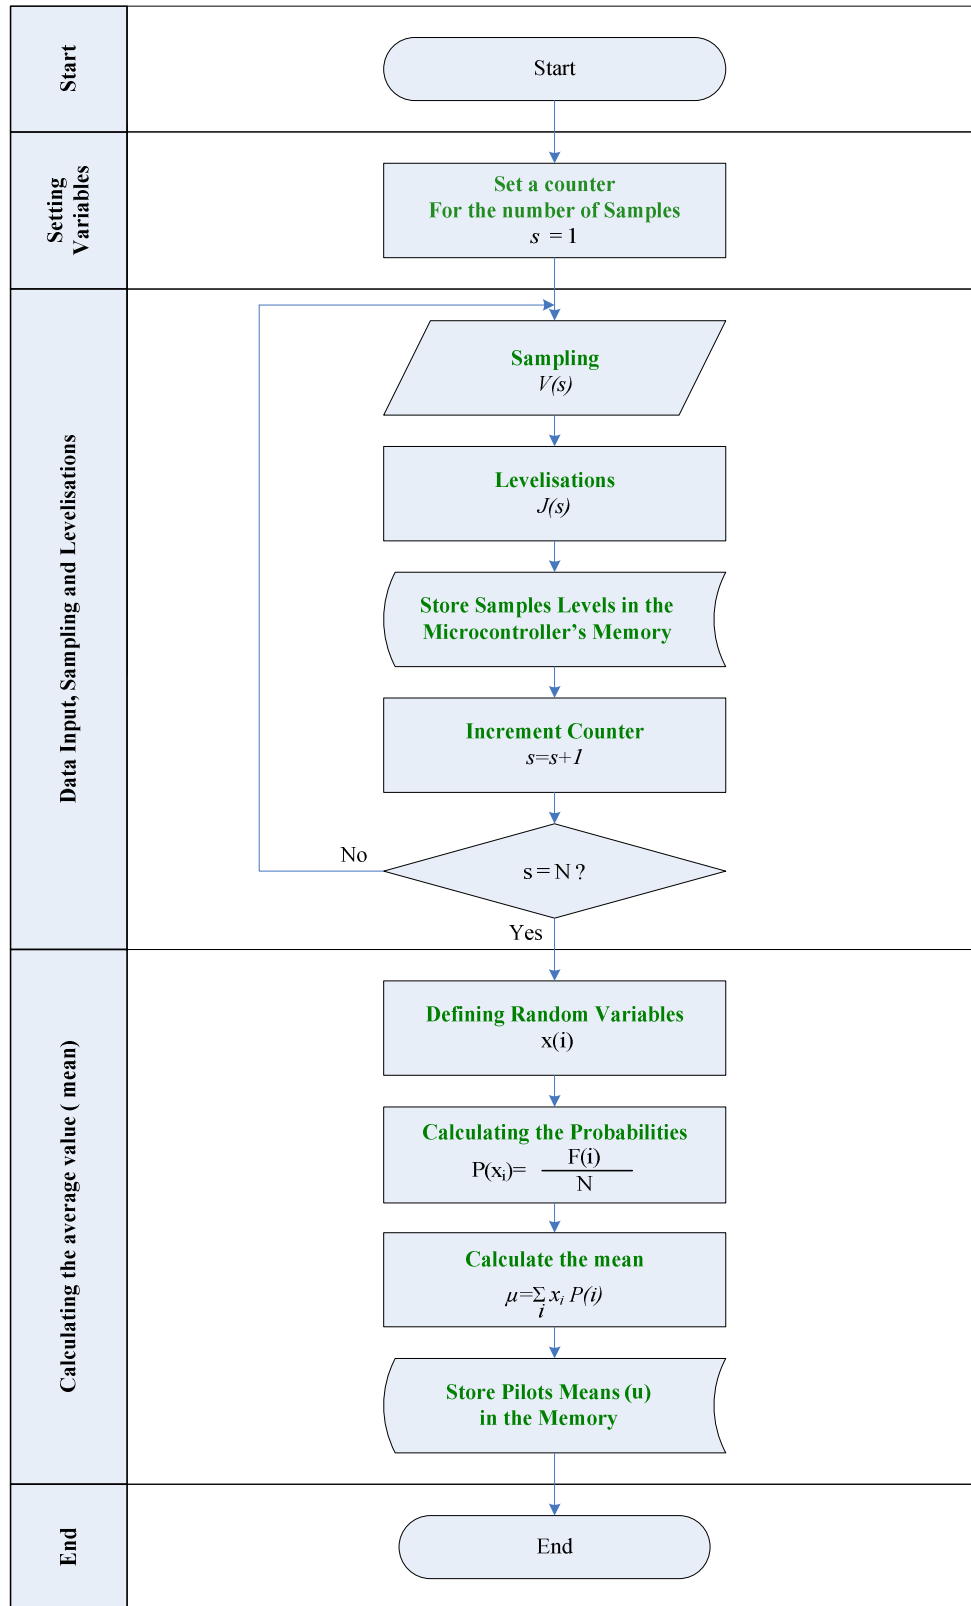 Start
Start
Setting
Variables
Set a counter
For the number of Samples
s = 1
Data Input, Sampling and Levelisations
Sampling
V(s)
Levelisations
J(s)
Store Samples Levels in the
Microcontroller's Memory
Increment Counter
s=s+1
s = N ?
No
Yes
Calculating the average value ( mean)
Defining Random Variables
x(i)
Calculating the Probabilities
F(i)
P(xᵢ)=
N
Calculate the mean
μ=∑ xᵢ P(i)
i
Store Pilots Means (u)
in the Memory
End
End